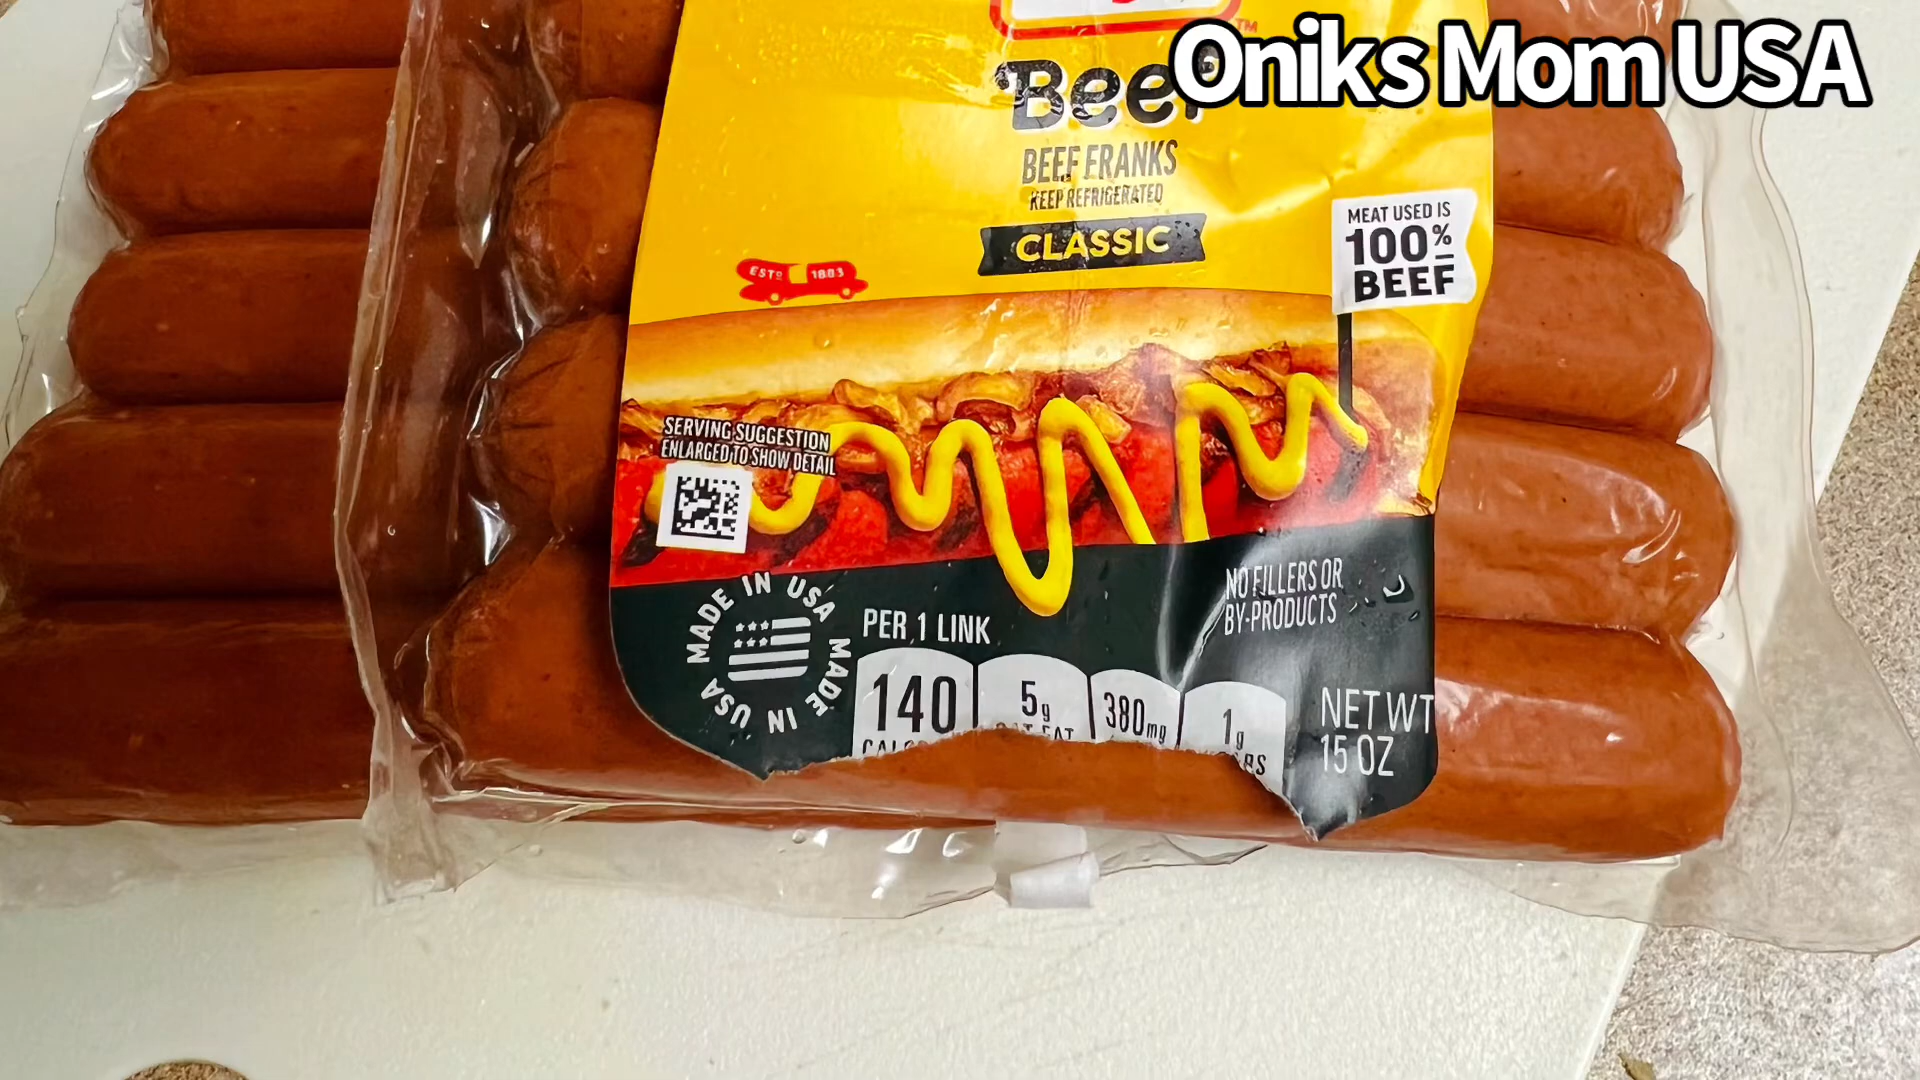 Oniks Mom USA
TM
Beef
BEEF FRANKS
KEEP REFRIGERATED
CLASSIC
MEAT USED IS
100%
BEEF
ESTD 1883
SERVING SUGGESTION
ENLARGED TO SHOW DETAIL
MADE IN USA MADE IN USA
PER 1 LINK
NO FILLERS OR
BY-PRODUCTS
140
5g
380mg
1g
NET WT
15 OZ